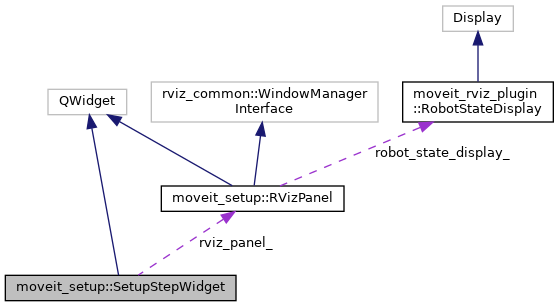 Display
QWidget
rviz_common::WindowManager
Interface
moveit_rviz_plugin
::RobotStateDisplay
robot_state_display_
moveit_setup::RVizPanel
rviz_panel_
moveit_setup::SetupStepWidget